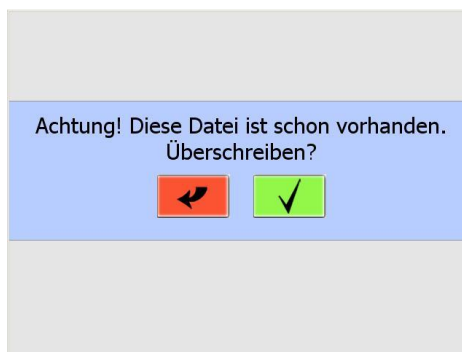 Achtung! Diese Datei ist schon vorhanden.
Überschreiben?